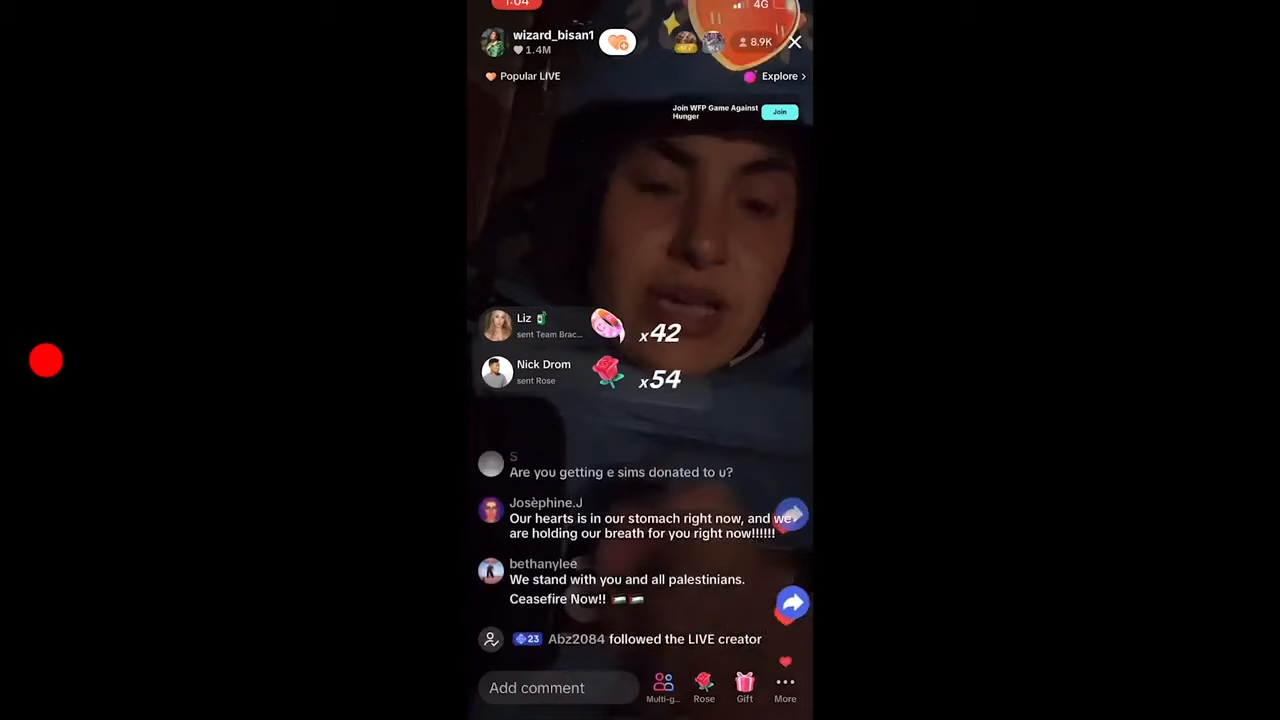 1:04
4G
wizard_bisan1
1.4M
8.9K
Popular LIVE
Explore >
Join WFP Game Against
Hunger
Join
Liz
sent Team Brac...
x42
Nick Drom
sent Rose
x54
S
Are you getting e sims donated to u?
Josèphine.J
Our hearts is in our stomach right now, and we
are holding our breath for you right now!!!!!!
bethanylee
We stand with you and all palestinians.
Ceasefire Now!! 🇵🇸🇵🇸
23 Abz2084 followed the LIVE creator
Add comment
Multi-g...
Rose
Gift
More